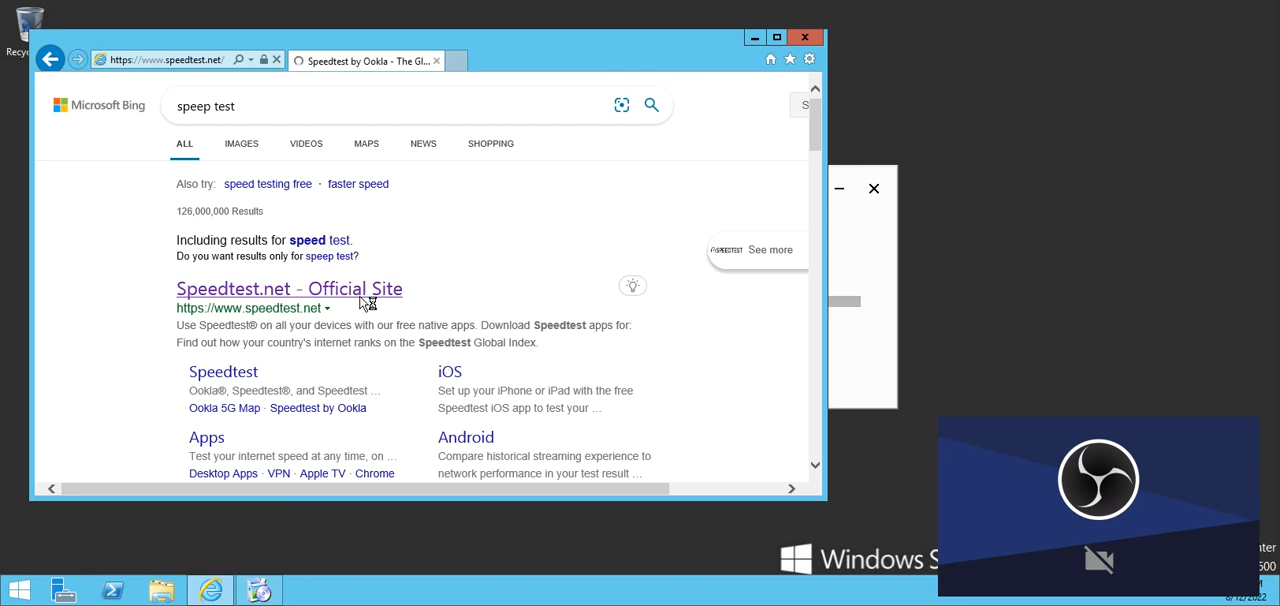 Recyc
https://www.speedtest.net/
Speedtest by Ookla - The Gl...
Microsoft Bing
speep test
S
ALL IMAGES VIDEOS MAPS NEWS SHOPPING
Also try: speed testing free · faster speed
126,000,000 Results
Including results for speed test.
Do you want results only for speep test?
SPEEDTEST See more
Speedtest.net - Official Site
https://www.speedtest.net
Use Speedtest® on all your devices with our free native apps. Download Speedtest apps for:
Find out how your country's internet ranks on the Speedtest Global Index.
Speedtest
Ookla®, Speedtest®, and Speedtest ...
Ookla 5G Map · Speedtest by Ookla
iOS
Set up your iPhone or iPad with the free
Speedtest iOS app to test your ...
Apps
Test your internet speed at any time, on ...
Desktop Apps · VPN · Apple TV · Chrome
Android
Compare historical streaming experience to
network performance in your test result ...
Windows S
nter
600
M
8/12/2022